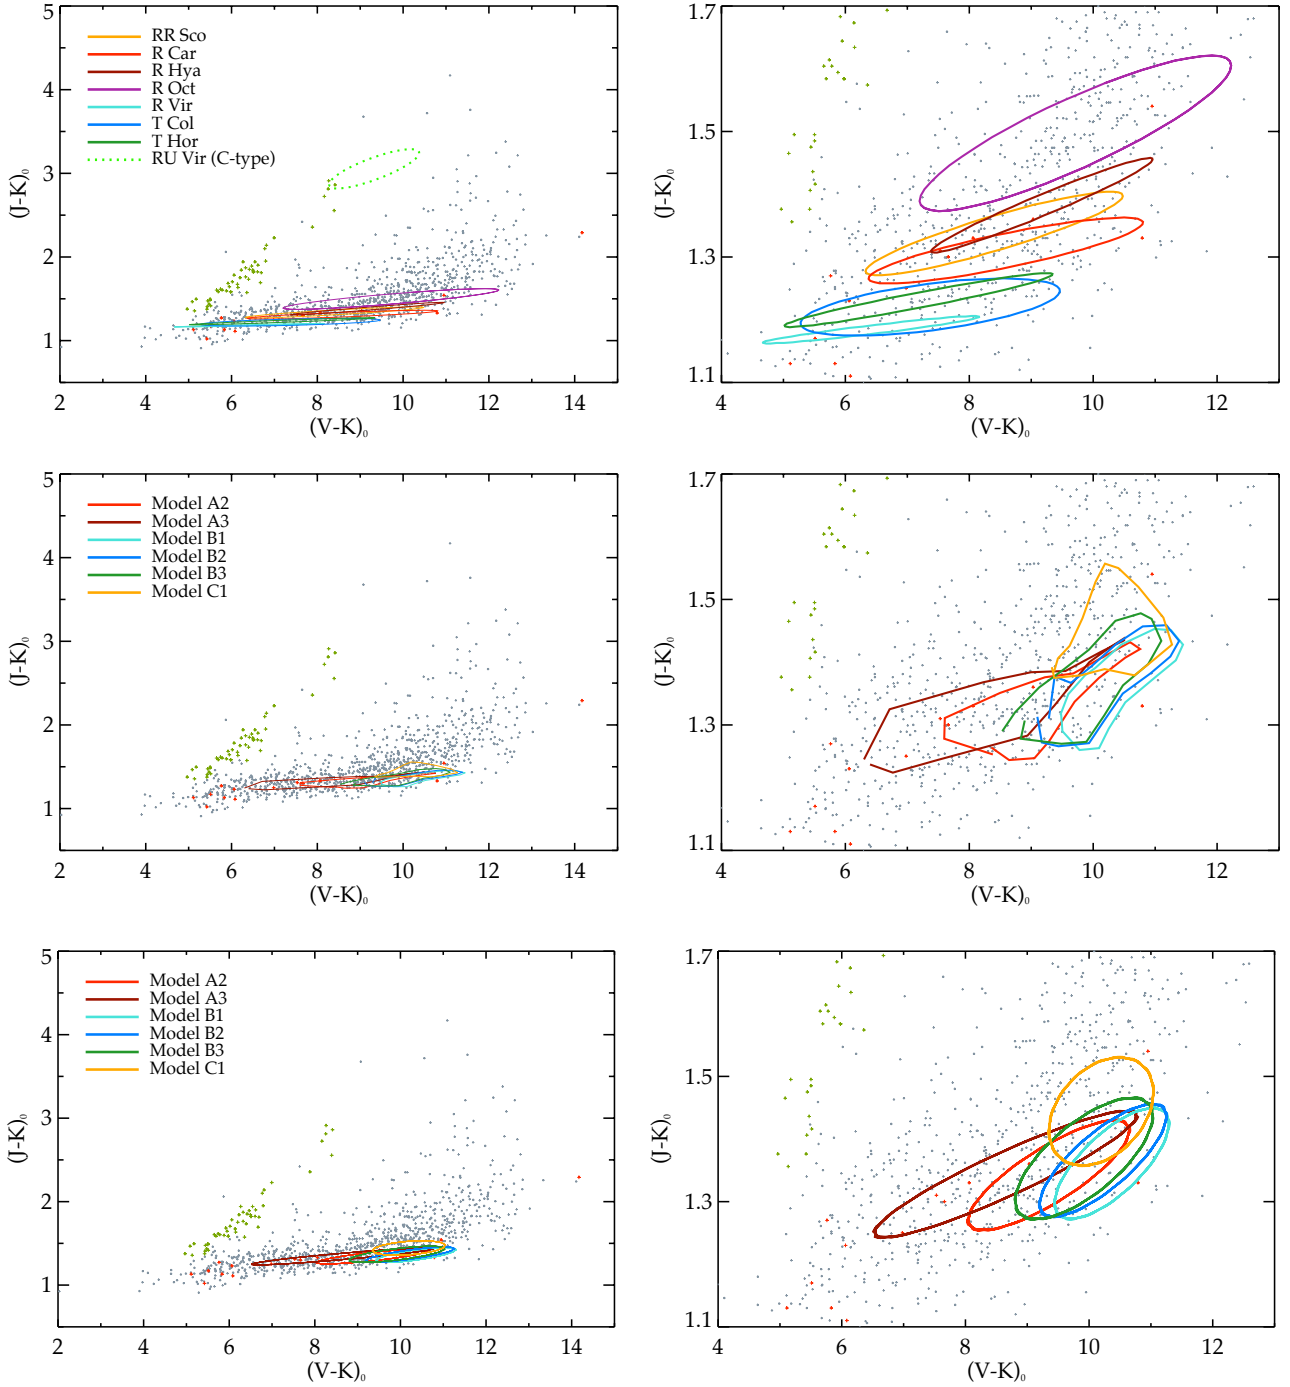 5
4
3
2
1
(J-K)₀
RR Sco
R Car
R Hya
R Oct
R Vir
T Col
T Hor
RU Vir (C-type)
2 4 6 8 10 12 14
(V-K)₀
1.7
1.5
1.3
1.1
(J-K)₀
4 6 8 10 12
(V-K)₀
5
4
3
2
1
(J-K)₀
Model A2
Model A3
Model B1
Model B2
Model B3
Model C1
2 4 6 8 10 12 14
(V-K)₀
1.7
1.5
1.3
1.1
(J-K)₀
4 6 8 10 12
(V-K)₀
5
4
3
2
1
(J-K)₀
Model A2
Model A3
Model B1
Model B2
Model B3
Model C1
2 4 6 8 10 12 14
(V-K)₀
1.7
1.5
1.3
1.1
(J-K)₀
4 6 8 10 12
(V-K)₀